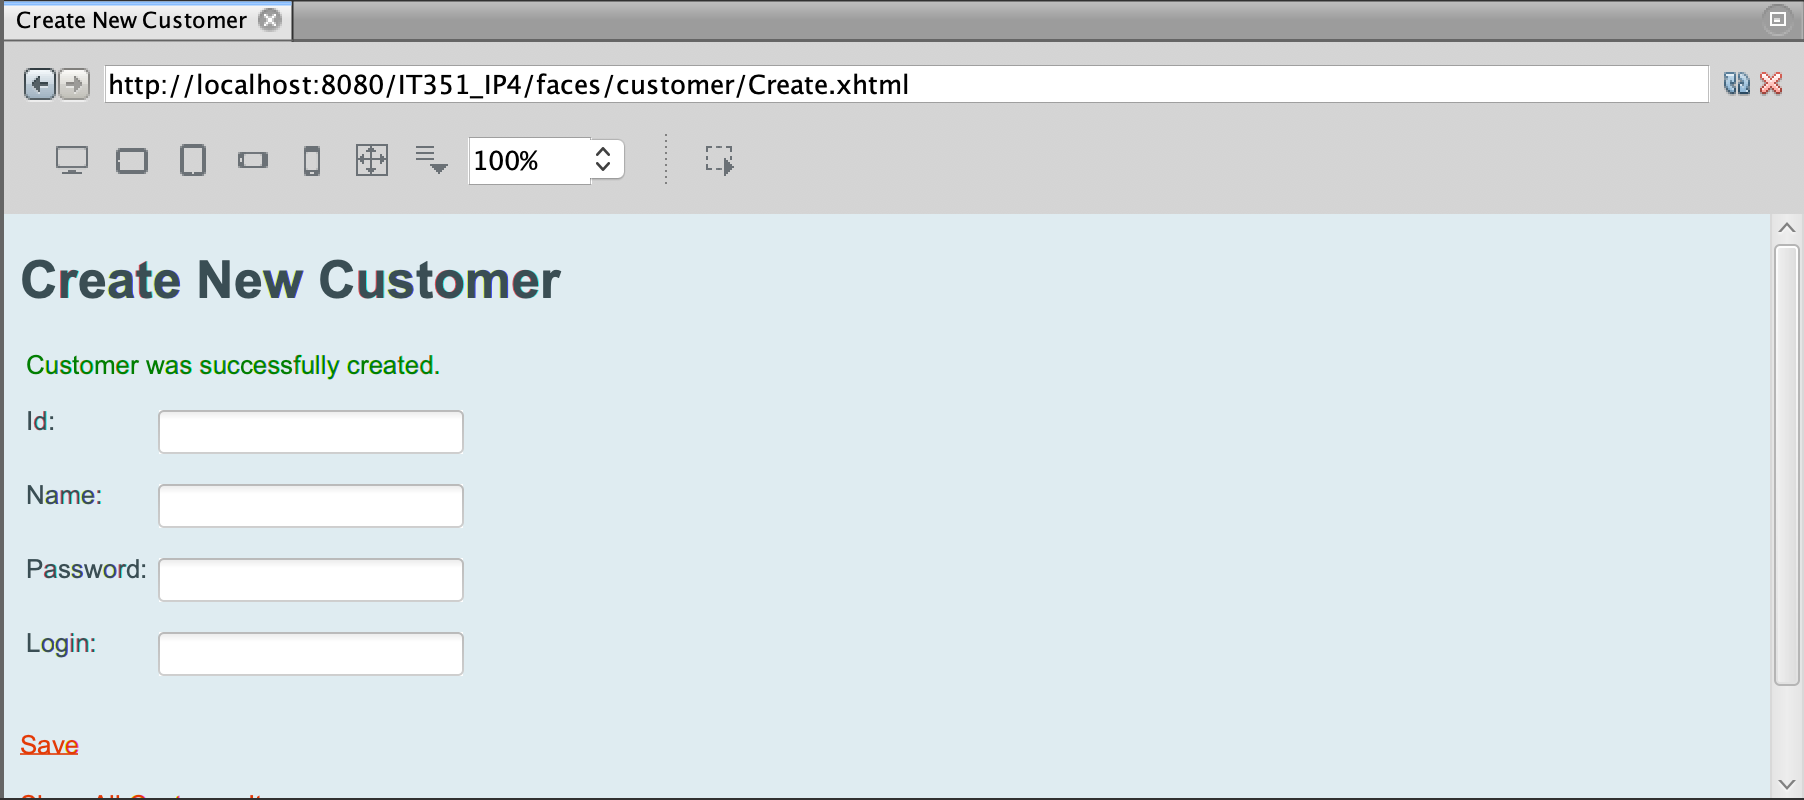 Create New Customer
http://localhost:8080/IT351_IP4/faces/customer/Create.xhtml
100%
Create New Customer
Customer was successfully created.
Id:
Name:
Password:
Login:
Save